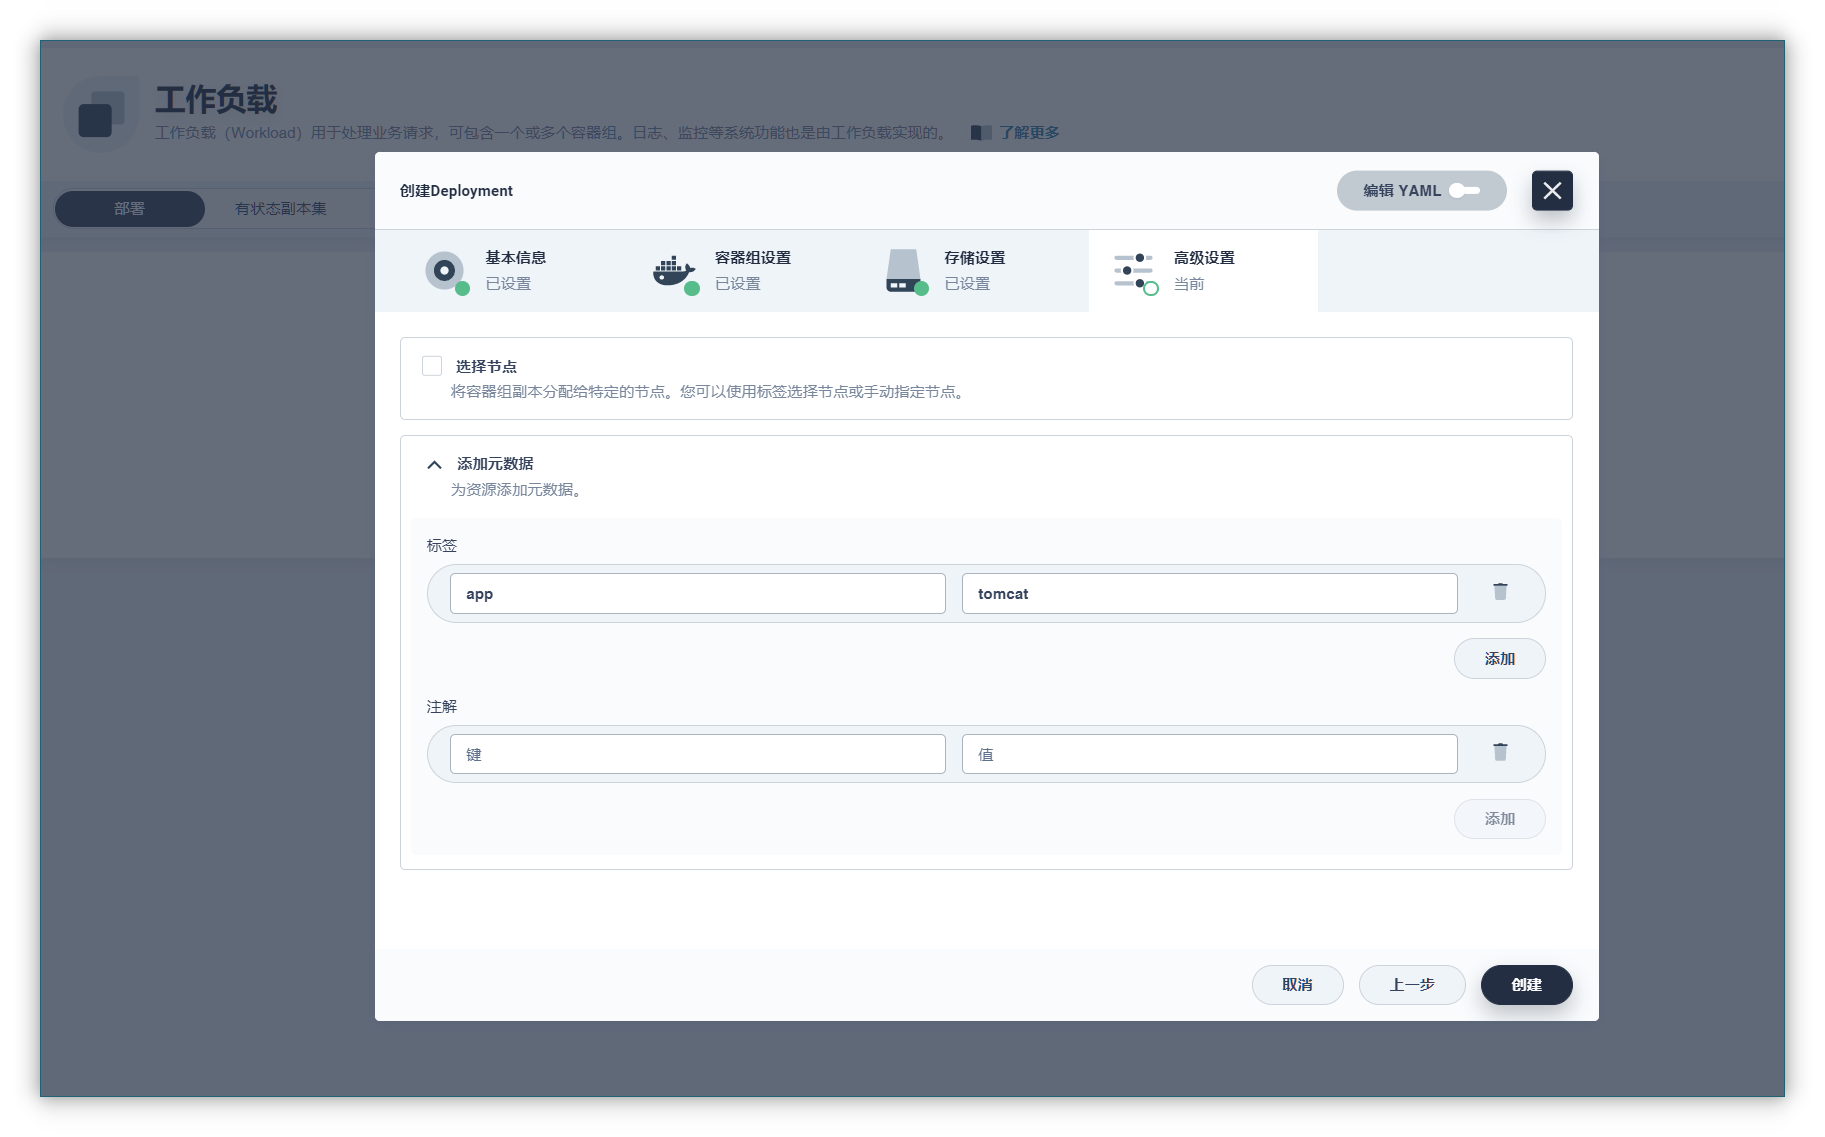 工作负载
工作负载（Workload）用于处理业务请求，可包含一个或多个容器组。日志、监控等系统功能也是由工作负载实现的。 了解更多
部署 有状态副本集
创建Deployment
编辑 YAML
基本信息
已设置
容器组设置
已设置
存储设置
已设置
高级设置
当前
选择节点
将容器组副本分配给特定的节点。您可以使用标签选择节点或手动指定节点。
添加元数据
为资源添加元数据。
标签
app tomcat
添加
注解
键 值
添加
取消 上一步 创建